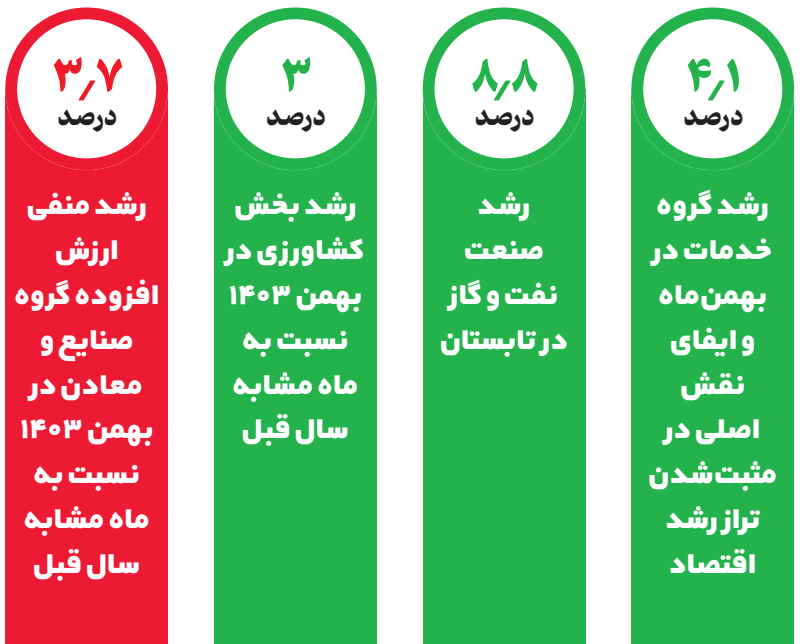 ۴٫۱
درصد
رشد گروه
خدمات در
بهمن‌ماه
و ایفای
نقش
اصلی در
مثبت‌شدن
تراز رشد
اقتصاد
۸٫۸
درصد
رشد
صنعت
نفت و گاز
در تابستان
۳
درصد
رشد بخش
کشاورزی در
بهمن ۱۴۰۳
نسبت به
ماه مشابه
سال قبل
۳٫۷
درصد
رشد منفی
ارزش
افزوده گروه
صنایع و
معادن در
بهمن ۱۴۰۳
نسبت به
ماه مشابه
سال قبل